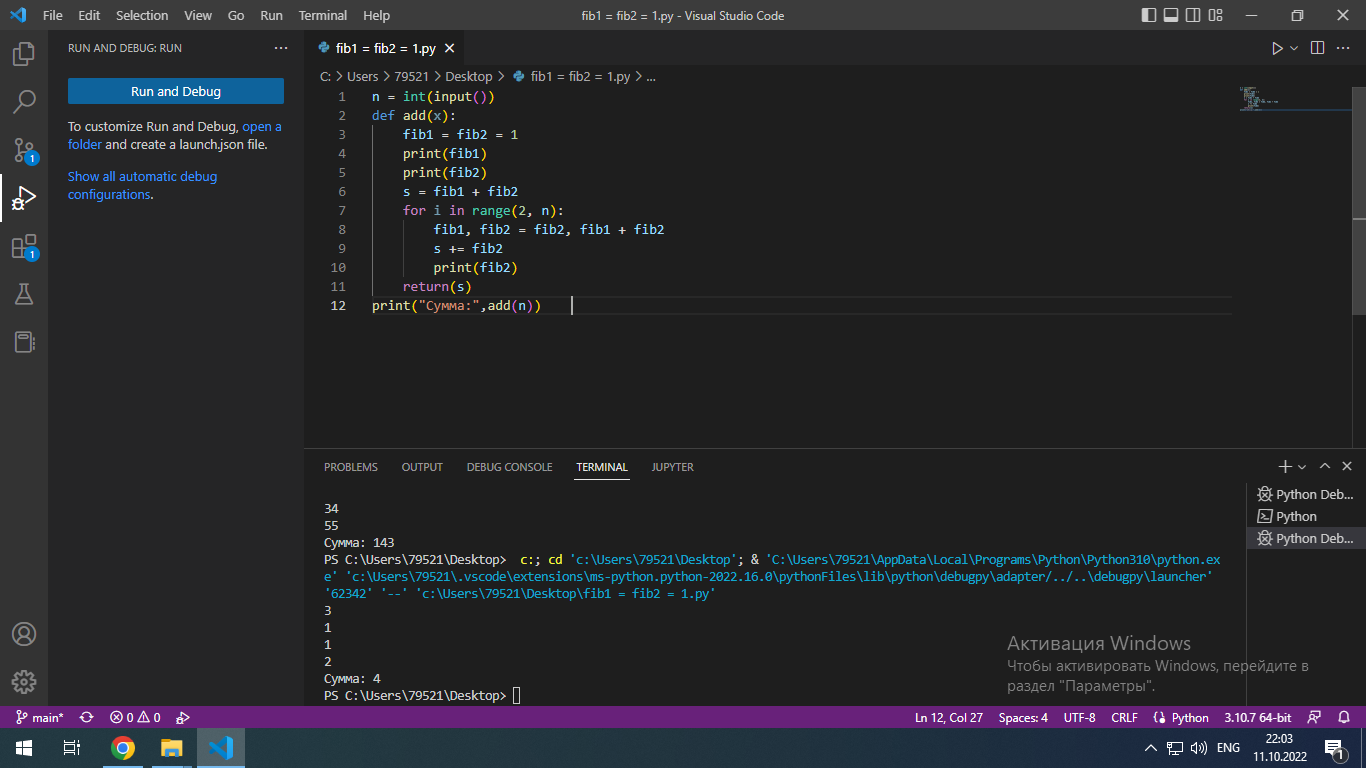 File Edit Selection View Go Run Terminal Help fib1 = fib2 = 1.py - Visual Studio Code
RUN AND DEBUG: RUN ···
Run and Debug
To customize Run and Debug, open a
folder and create a launch.json file.
Show all automatic debug
configurations.
1
1
fib1 = fib2 = 1.py
C: > Users > 79521 > Desktop > fib1 = fib2 = 1.py > ...
1 n = int(input())
2 def add(x):
3     fib1 = fib2 = 1
4     print(fib1)
5     print(fib2)
6     s = fib1 + fib2
7     for i in range(2, n):
8         fib1, fib2 = fib2, fib1 + fib2
9         s += fib2
10         print(fib2)
11     return(s)
12 print("Сумма:",add(n))
PROBLEMS OUTPUT DEBUG CONSOLE TERMINAL JUPYTER
34
55
Сумма: 143
PS C:\Users\79521\Desktop>  c:; cd 'c:\Users\79521\Desktop'; & 'C:\Users\79521\AppData\Local\Programs\Python\Python310\python.ex
e' 'c:\Users\79521\.vscode\extensions\ms-python.python-2022.16.0\pythonFiles\lib\python\debugpy\adapter/../..\debugpy\launcher'
'62342' '--' 'c:\Users\79521\Desktop\fib1 = fib2 = 1.py'
3
1
1
2
Сумма: 4
PS C:\Users\79521\Desktop>
Python Deb...
Python
Python Deb...
Активация Windows
Чтобы активировать Windows, перейдите в
раздел "Параметры".
main* 0 0 Ln 12, Col 27 Spaces: 4 UTF-8 CRLF Python 3.10.7 64-bit
ENG
22:03
11.10.2022
1